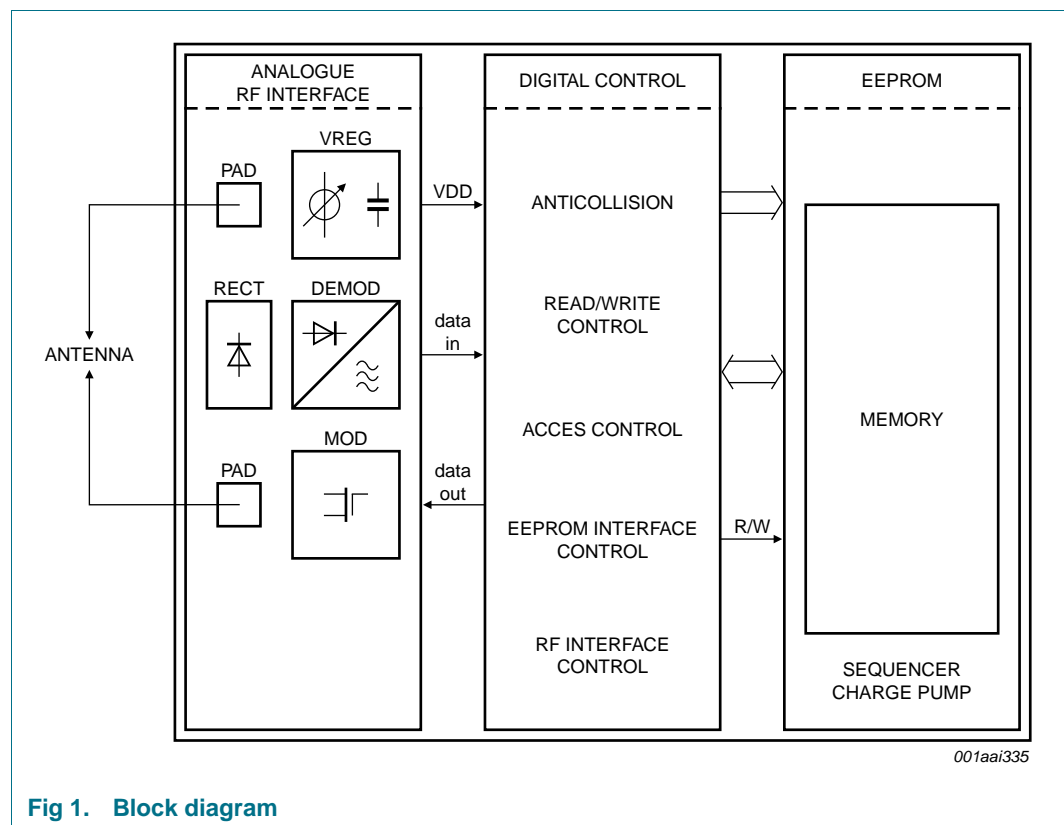 ANALOGUE
RF INTERFACE
DIGITAL CONTROL
EEPROM
VREG
PAD
VDD
ANTICOLLISION
RECT
DEMOD
data
in
READ/WRITE
CONTROL
ANTENNA
MEMORY
ACCES CONTROL
MOD
PAD
data
out
EEPROM INTERFACE
CONTROL
R/W
RF INTERFACE
CONTROL
SEQUENCER
CHARGE PUMP
001aai335
Fig 1. Block diagram